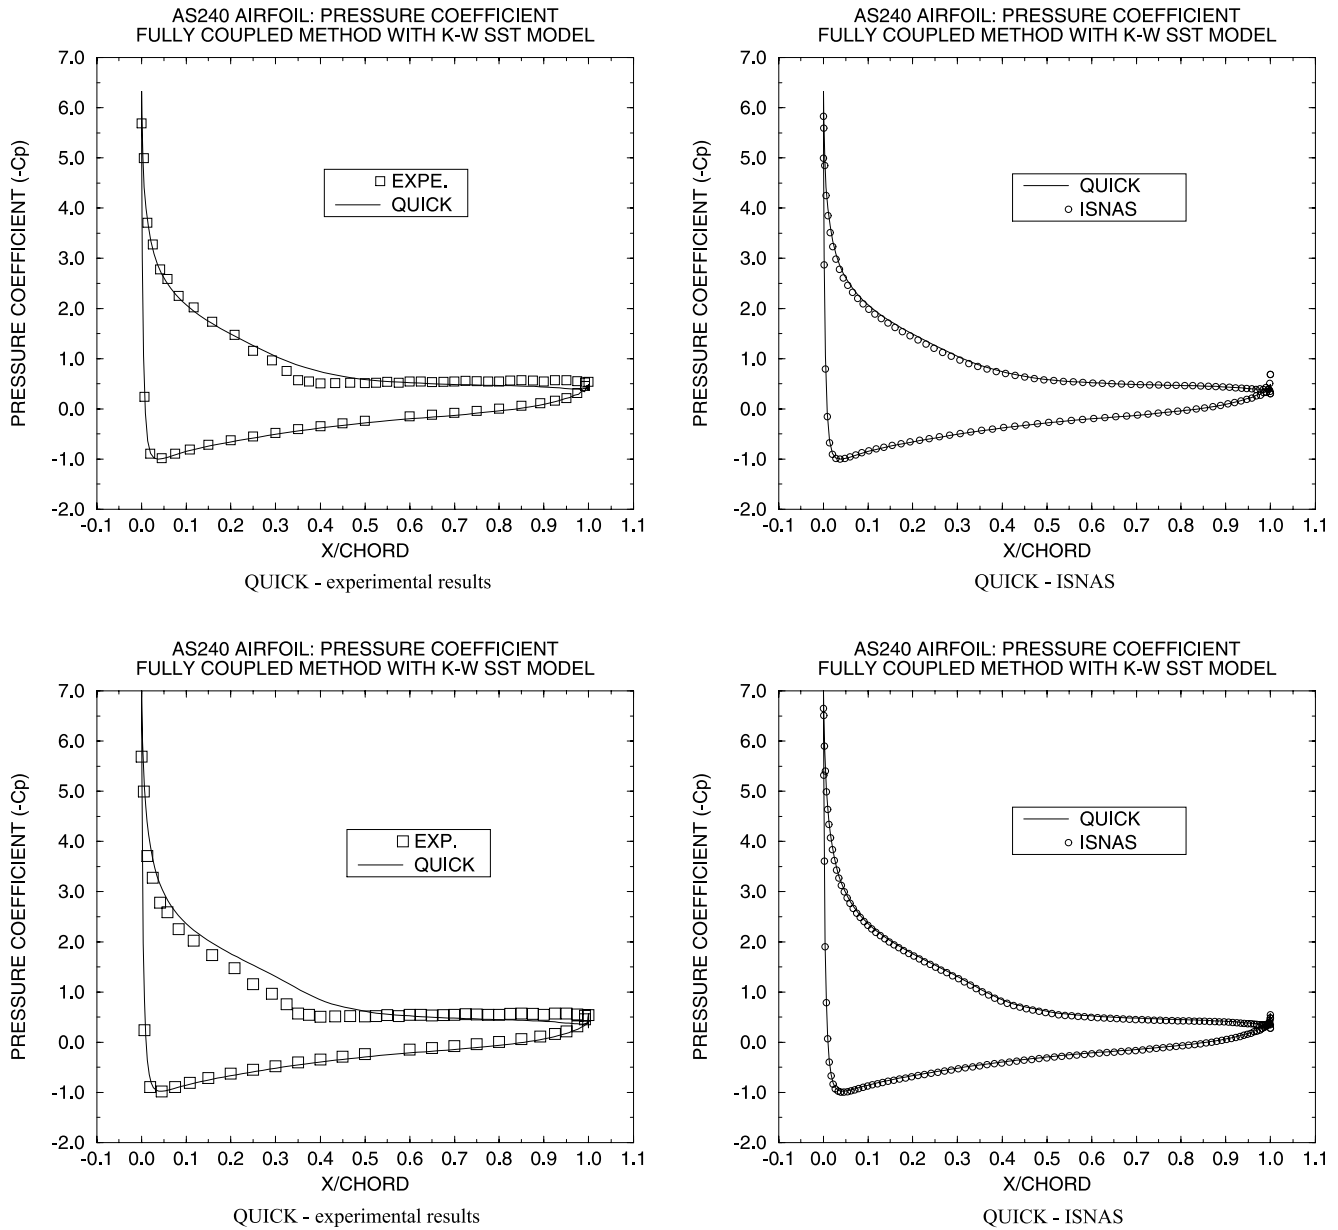 AS240 AIRFOIL: PRESSURE COEFFICIENT
FULLY COUPLED METHOD WITH K-W SST MODEL
7.0
6.0
5.0
4.0
3.0
2.0
1.0
0.0
-1.0
-2.0
PRESSURE COEFFICIENT (-Cp)
EXPE.
QUICK
-0.1 0.0 0.1 0.2 0.3 0.4 0.5 0.6 0.7 0.8 0.9 1.0 1.1
X/CHORD
QUICK - experimental results
AS240 AIRFOIL: PRESSURE COEFFICIENT
FULLY COUPLED METHOD WITH K-W SST MODEL
7.0
6.0
5.0
4.0
3.0
2.0
1.0
0.0
-1.0
-2.0
PRESSURE COEFFICIENT (-Cp)
QUICK
ISNAS
-0.1 0.0 0.1 0.2 0.3 0.4 0.5 0.6 0.7 0.8 0.9 1.0 1.1
X/CHORD
QUICK - ISNAS
AS240 AIRFOIL: PRESSURE COEFFICIENT
FULLY COUPLED METHOD WITH K-W SST MODEL
7.0
6.0
5.0
4.0
3.0
2.0
1.0
0.0
-1.0
-2.0
PRESSURE COEFFICIENT (-Cp)
EXP.
QUICK
-0.1 0.0 0.1 0.2 0.3 0.4 0.5 0.6 0.7 0.8 0.9 1.0 1.1
X/CHORD
QUICK - experimental results
AS240 AIRFOIL: PRESSURE COEFFICIENT
FULLY COUPLED METHOD WITH K-W SST MODEL
7.0
6.0
5.0
4.0
3.0
2.0
1.0
0.0
-1.0
-2.0
PRESSURE COEFFICIENT (-Cp)
QUICK
ISNAS
-0.1 0.0 0.1 0.2 0.3 0.4 0.5 0.6 0.7 0.8 0.9 1.0 1.1
X/CHORD
QUICK - ISNAS